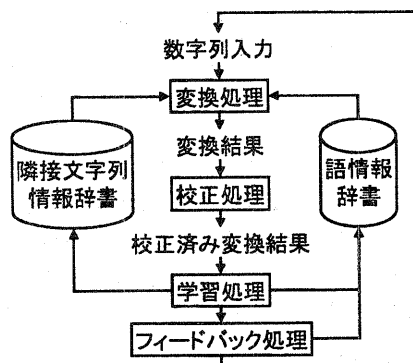 数字列入力
変換処理
変換結果
隣接文字列
情報辞書
語情報
辞書
校正処理
校正済み変換結果
学習処理
フィードバック処理